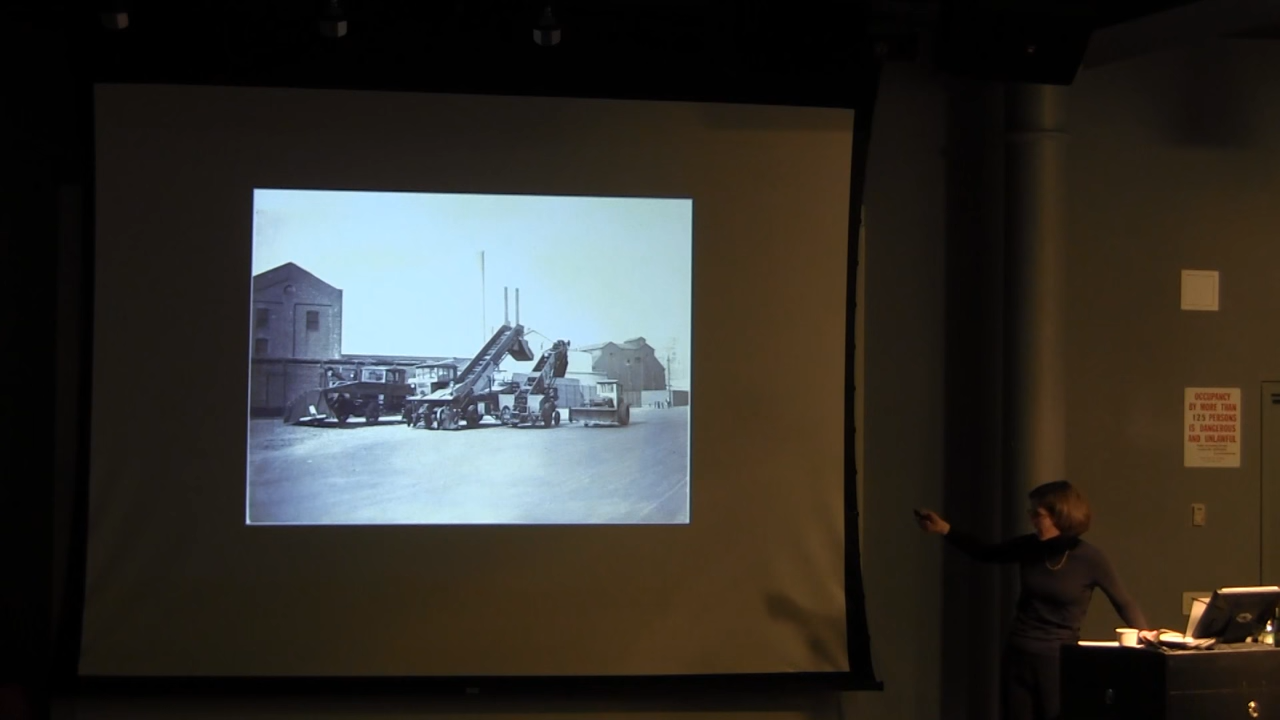 OCCUPANCY
BY MORE THAN
125 PERSONS
IS DANGEROUS
AND UNLAWFUL